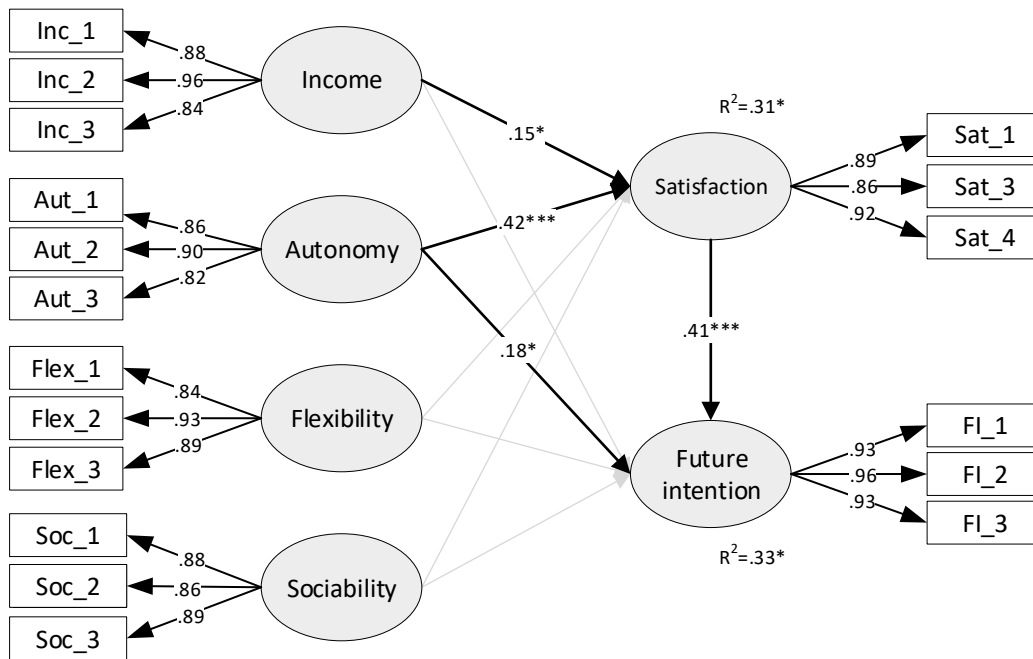 Inc_1
Inc_2
Inc_3
.88
.96
.84
Income
Aut_1
Aut_2
Aut_3
.86
.90
.82
Autonomy
Flex_1
Flex_2
Flex_3
.84
.93
.89
Flexibility
Soc_1
Soc_2
Soc_3
.88
.86
.89
Sociability
.15*
.42***
.18*
R²=.31*
Satisfaction
.89
.86
.92
Sat_1
Sat_3
Sat_4
.41***
Future
intention
R²=.33*
.93
.96
.93
FI_1
FI_2
FI_3